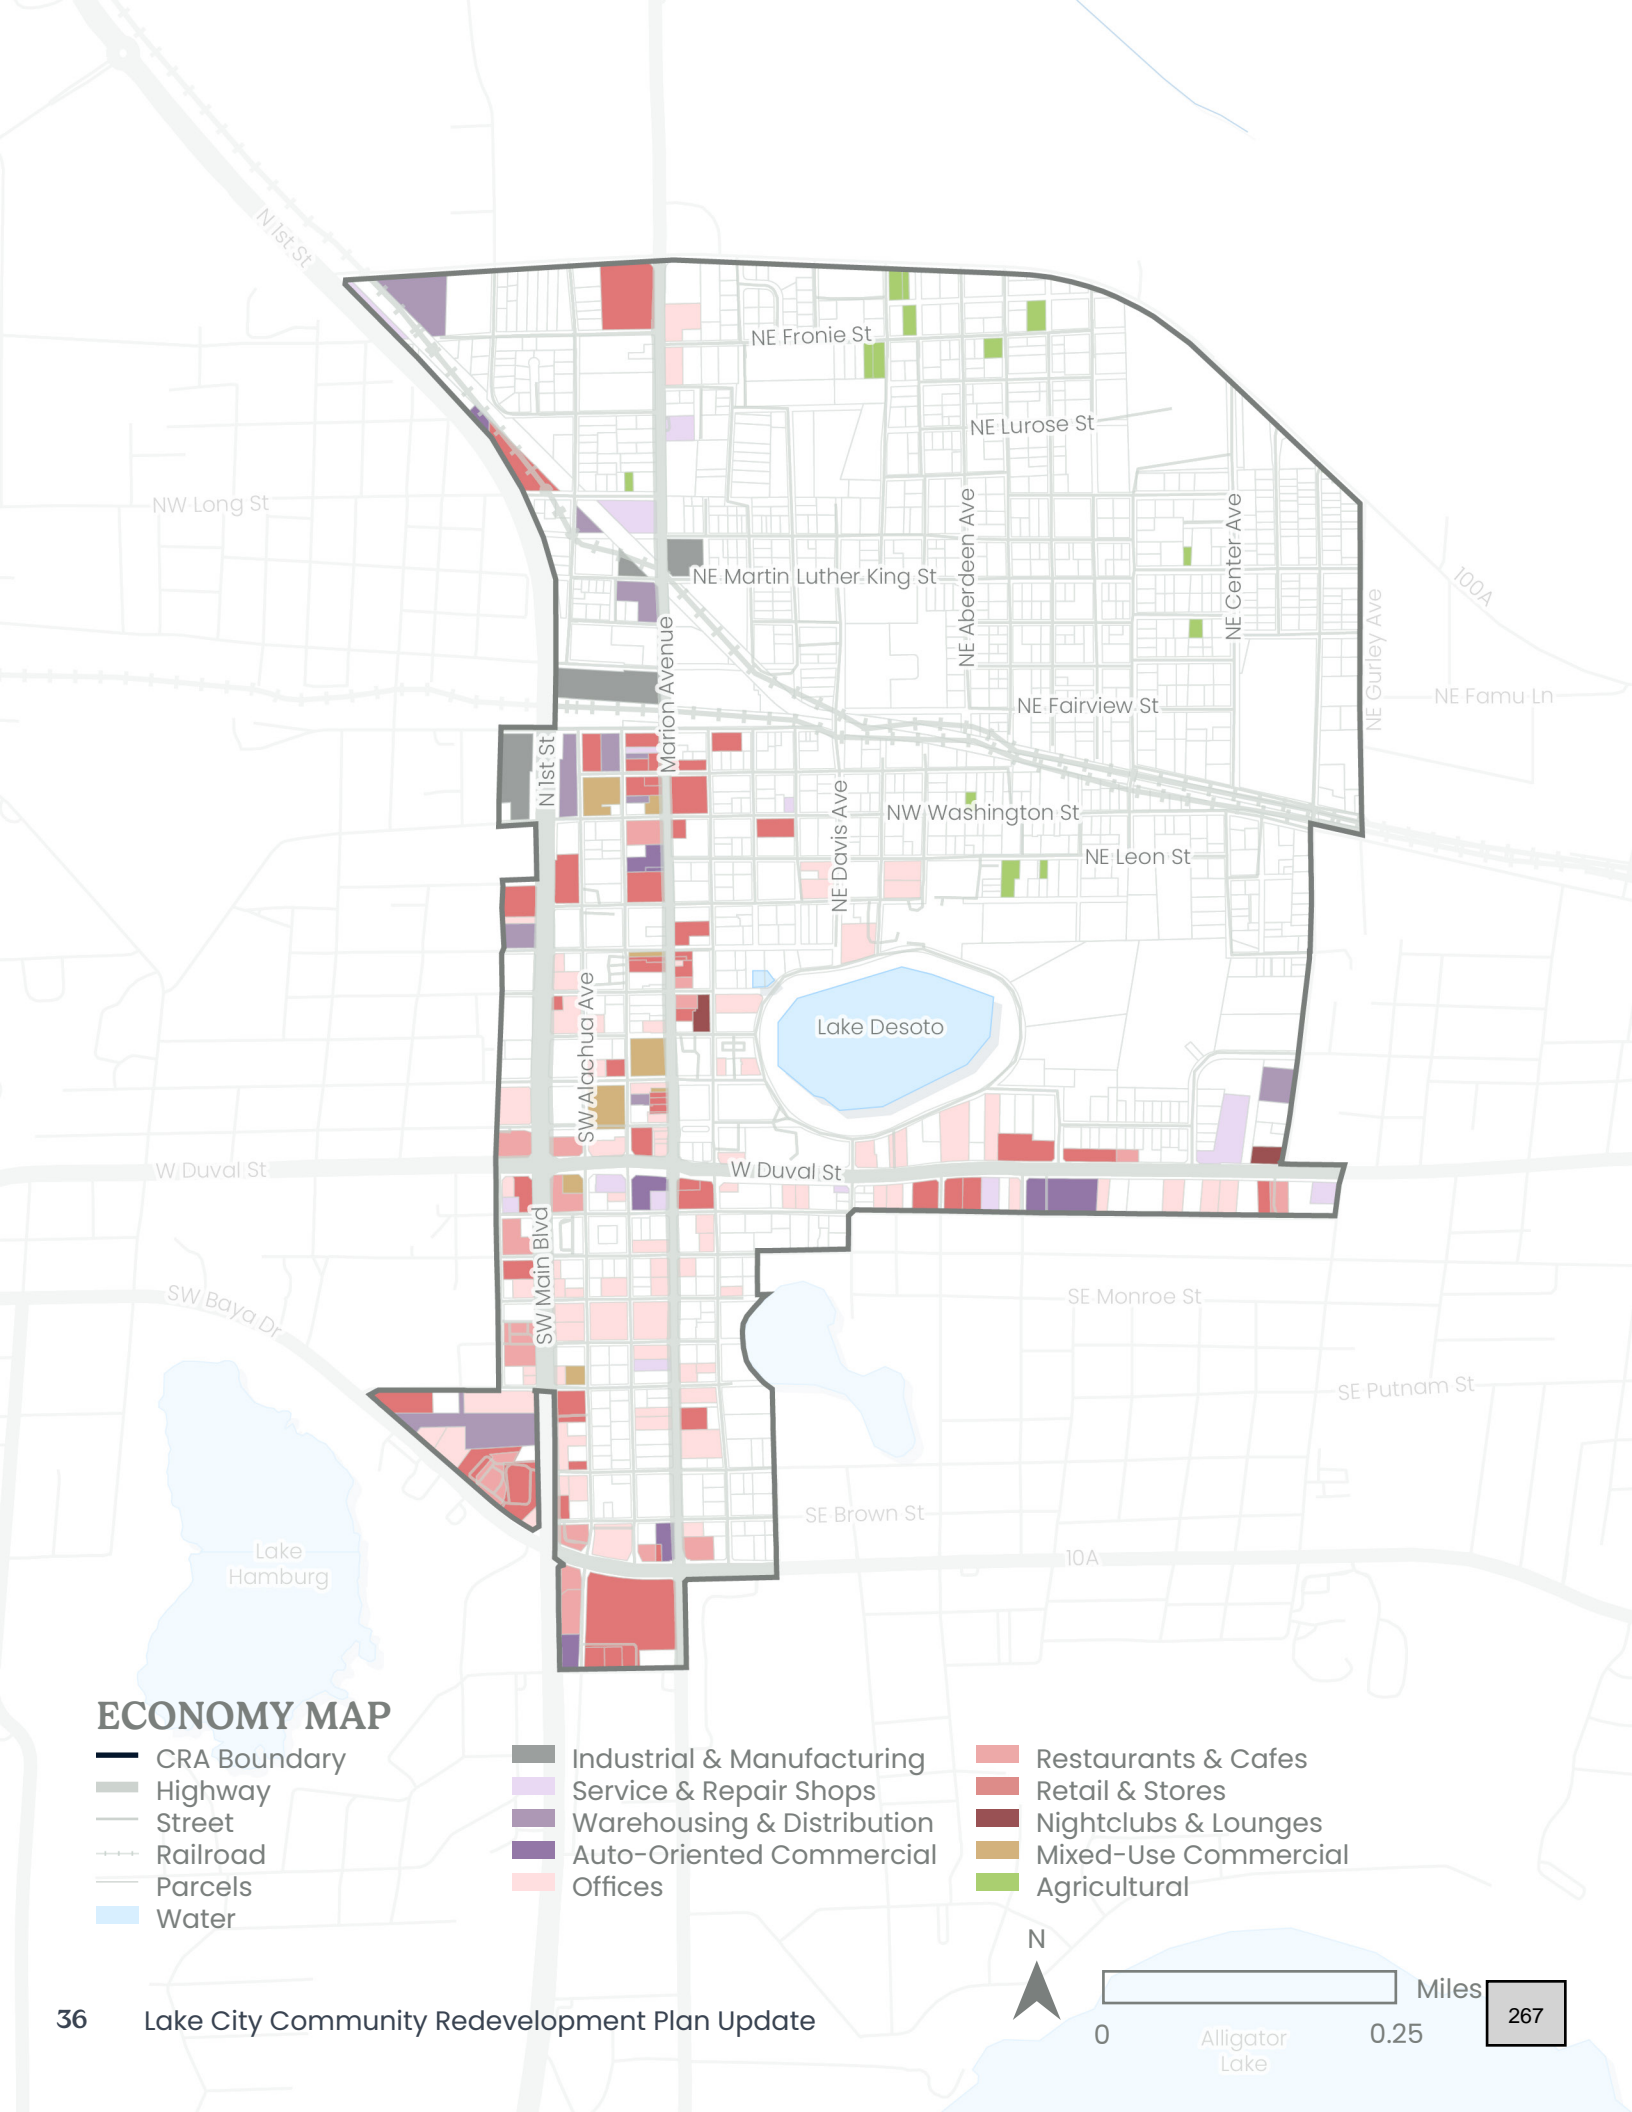 N 1st St
NE Fronie St
NE Lurose St
NW Long St
NE Aberdeen Ave
NE Center Ave
NE Martin Luther King St
100A
NE Gurley Ave
Marion Avenue
NE Famu Ln
NE Fairview St
N 1st St
NE Davis Ave
NW Washington St
NE Leon St
SW Alachua Ave
Lake Desoto
W Duval St
W Duval St
SW Main Blvd
SW Baya Dr
SE Monroe St
SE Putnam St
SE Brown St
Lake
Hamburg
10A
ECONOMY MAP
CRA Boundary
Highway
Street
Railroad
Parcels
Water
Industrial & Manufacturing
Service & Repair Shops
Warehousing & Distribution
Auto-Oriented Commercial
Offices
Restaurants & Cafes
Retail & Stores
Nightclubs & Lounges
Mixed-Use Commercial
Agricultural
N
Miles
0
0.25
Alligator
Lake
36
Lake City Community Redevelopment Plan Update
267